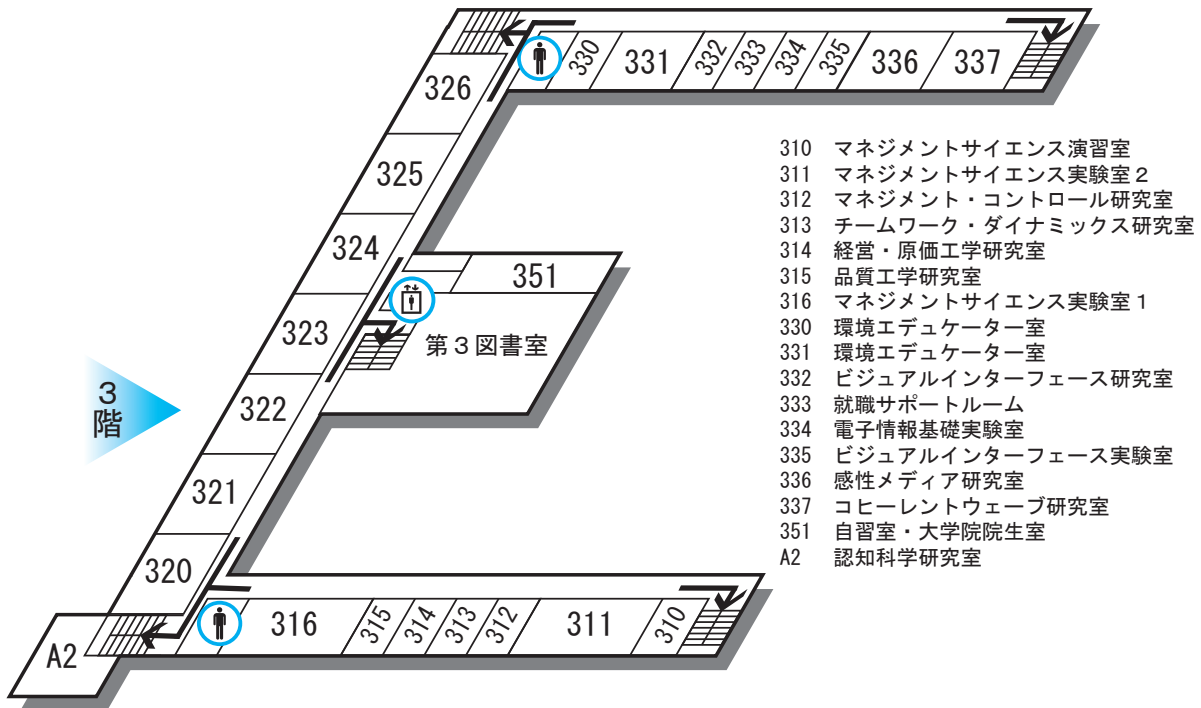 326
330
331
332
333
334
335
336
337
325
324
351
323
第3図書室
3
階
322
321
320
316
315
314
313
312
311
310
A2
310 マネジメントサイエンス演習室
311 マネジメントサイエンス実験室2
312 マネジメント・コントロール研究室
313 チームワーク・ダイナミックス研究室
314 経営・原価工学研究室
315 品質工学研究室
316 マネジメントサイエンス実験室1
330 環境エデュケーター室
331 環境エデュケーター室
332 ビジュアルインターフェース研究室
333 就職サポートルーム
334 電子情報基礎実験室
335 ビジュアルインターフェース実験室
336 感性メディア研究室
337 コヒーレントウェーブ研究室
351 自習室・大学院院生室
A2 認知科学研究室